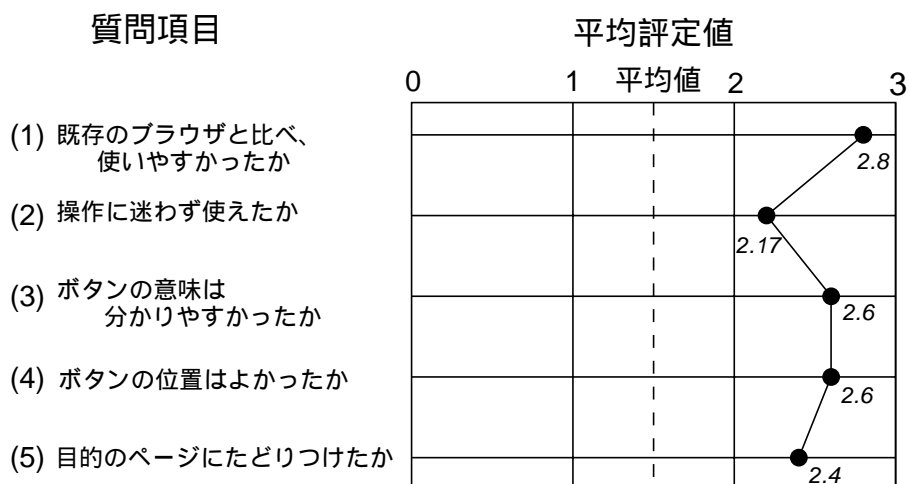 質問項目
平均評定値
0 1 平均値 2 3
(1) 既存のブラウザと比べ、
使いやすかったか
2.8
(2) 操作に迷わず使えたか
2.17
(3) ボタンの意味は
分かりやすかったか
2.6
(4) ボタンの位置はよかったか
2.6
(5) 目的のページにたどりつけたか
2.4